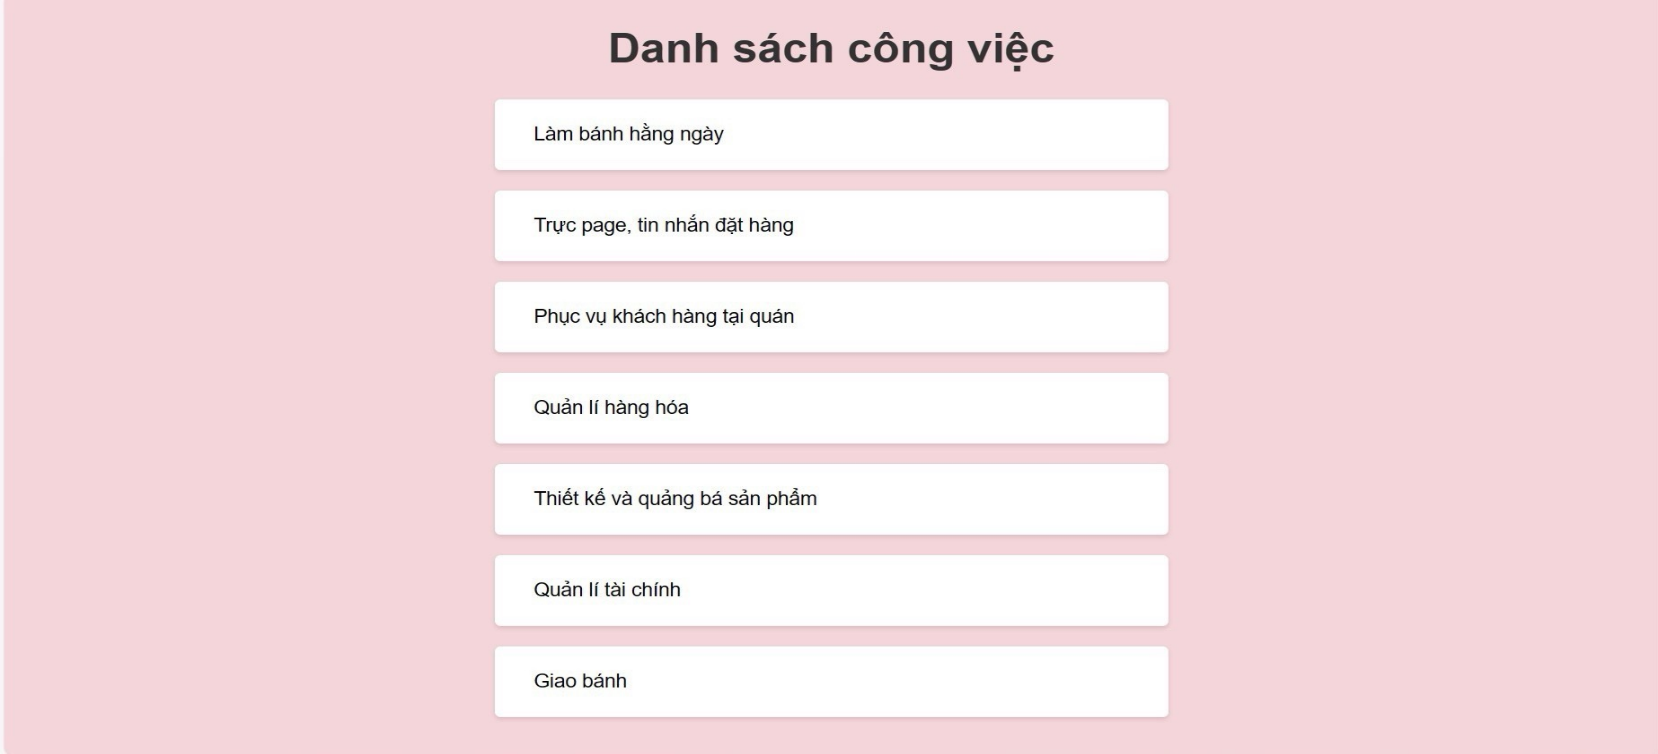 Danh sách công việc
Làm bánh hằng ngày
Trực page, tin nhắn đặt hàng
Phục vụ khách hàng tại quán
Quản lí hàng hóa
Thiết kế và quảng bá sản phẩm
Quản lí tài chính
Giao bánh